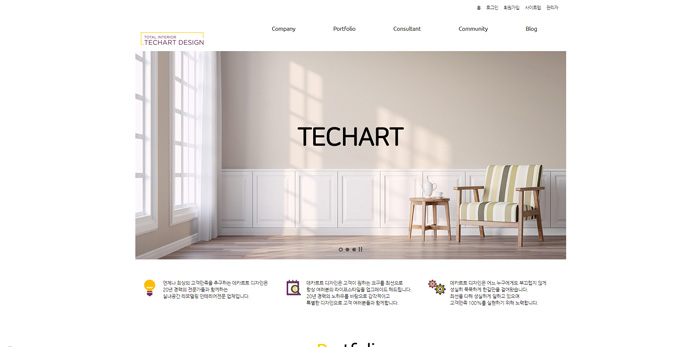 홈 로그인 회원가입 사이트맵 관리자
TOTAL INTERIOR
TECHART DESIGN
Company Portfolio Consultant Community Blog
TECHART
언제나 최상의 고객만족을 추구하는 데카르트 디자인은
20년 경력의 전문가들과 함께하는
실내공간 리모델링 인테리어전문 업체입니다.
데카르트 디자인은 고객이 원하는 요구를 최선으로
항상 여러분의 라이프스타일을 업그레이드 해드립니다.
20년 경력의 노하우를 바탕으로 감각적이고
특별한 디자인으로 고객 여러분들과 함께합니다.
데카르트 디자인은 어느 누구에게도 부끄럽지 않게
성실히 묵묵하게 한길만을 걸어왔습니다.
최선을 다해 성실하게 일하고 있으며
고객만족 100%를 실현하기 위해 노력합니다.
Portfolio